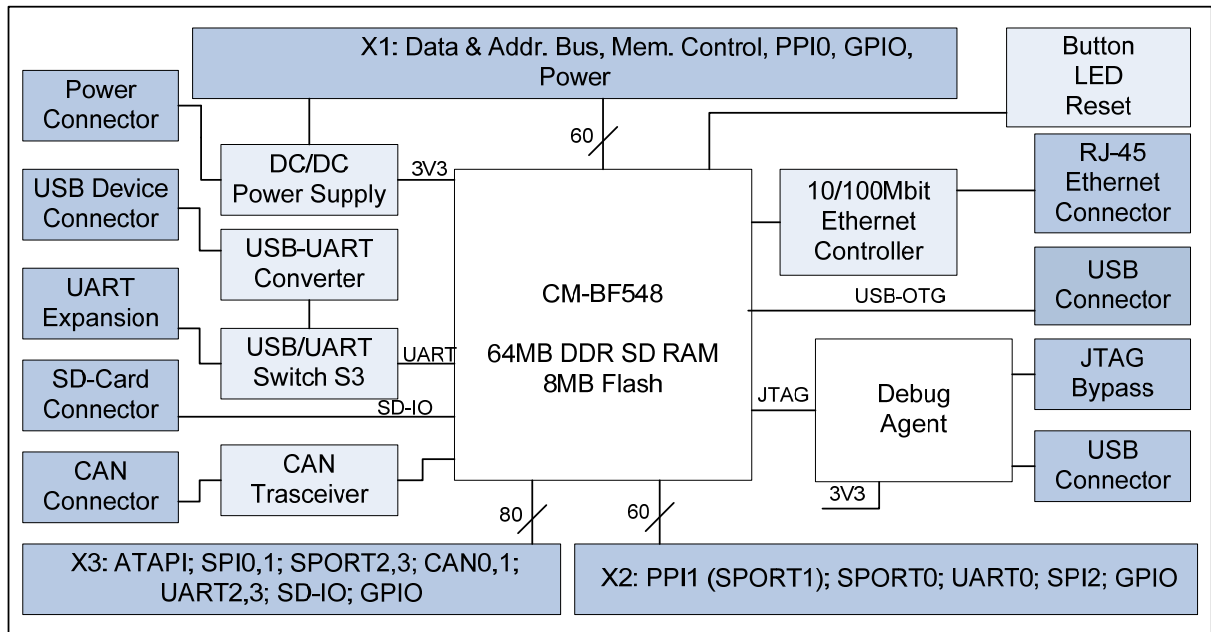 X1: Data & Addr. Bus, Mem. Control, PPI0, GPIO,
Power
Button
LED
Reset
Power
Connector
60
DC/DC
Power Supply
3V3
RJ-45
Ethernet
Connector
USB Device
Connector
10/100Mbit
Ethernet
Controller
USB-UART
Converter
USB
Connector
USB-OTG
UART
Expansion
CM-BF548
64MB DDR SD RAM
8MB Flash
USB/UART
Switch S3
UART
JTAG
Bypass
SD-Card
Connector
SD-IO
JTAG
Debug
Agent
CAN
Connector
CAN
Trasceiver
USB
Connector
3V3
80
60
X3: ATAPI; SPI0,1; SPORT2,3; CAN0,1;
UART2,3; SD-IO; GPIO
X2: PPI1 (SPORT1); SPORT0; UART0; SPI2; GPIO